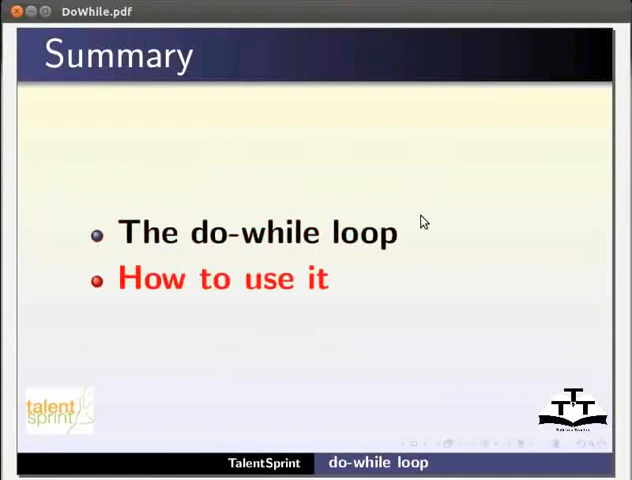 DoWhile.pdf
Summary
The do-while loop
How to use it
talent
sprint
TalentSprint
do-while loop